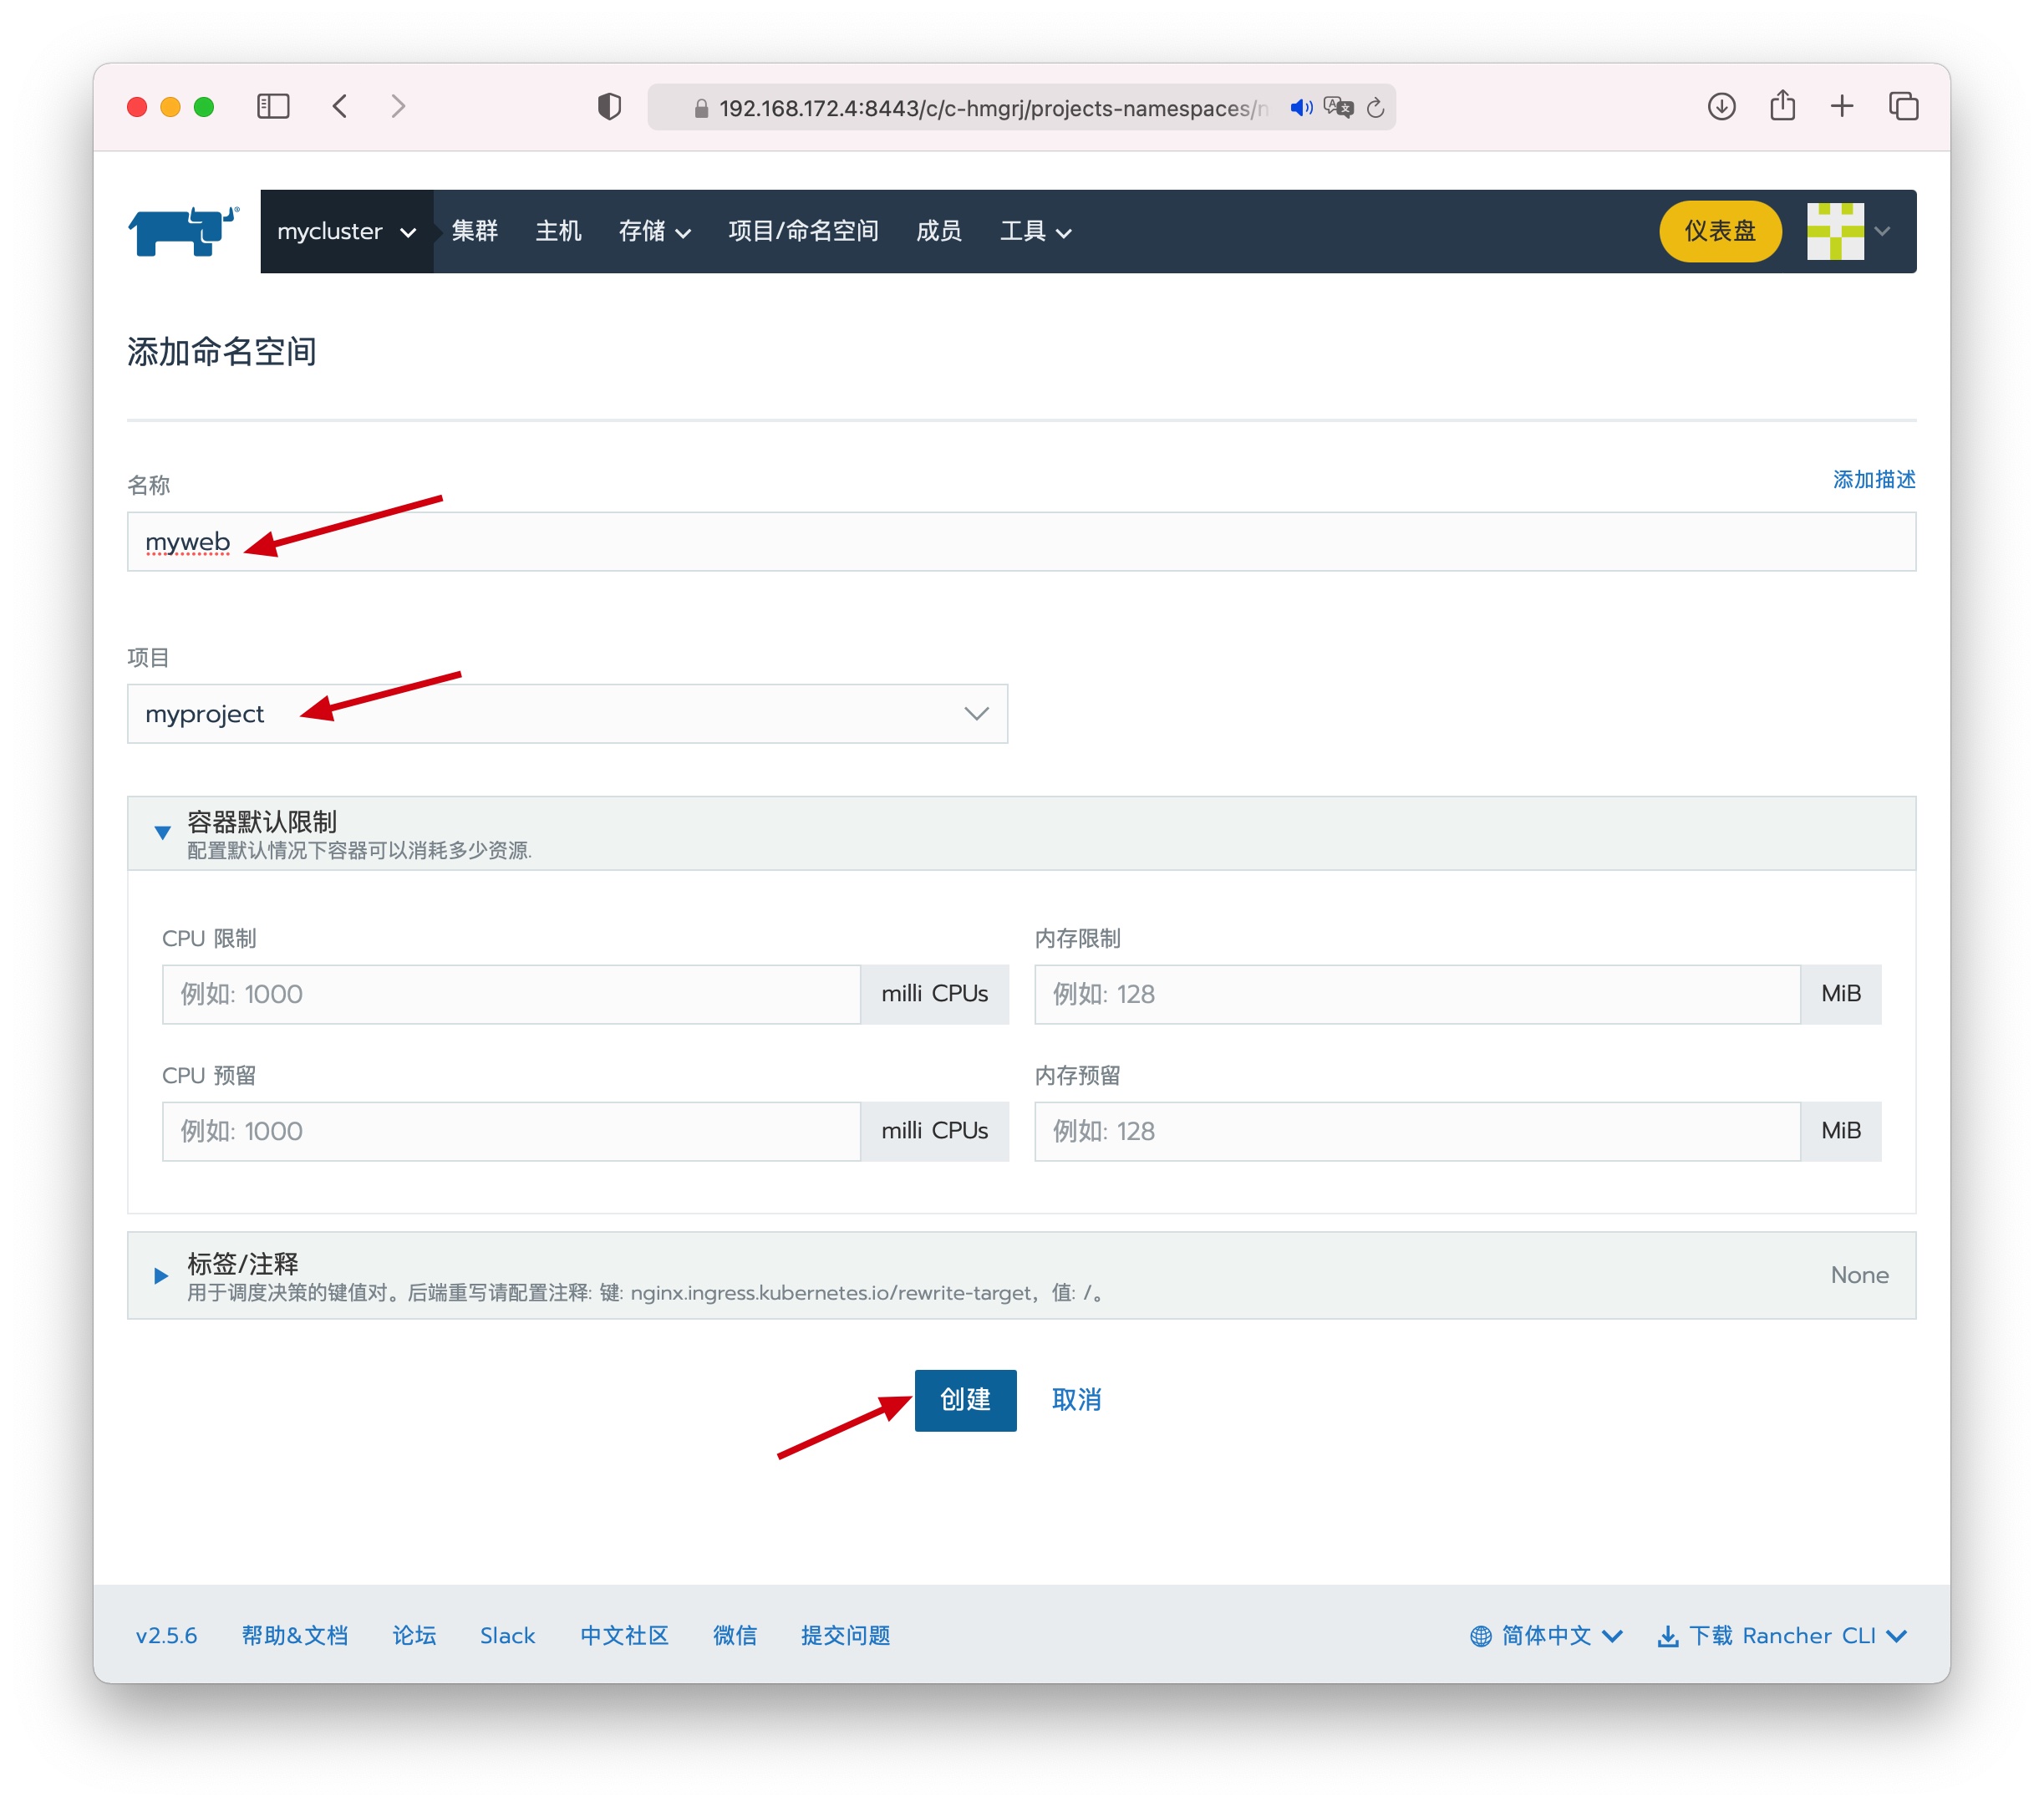 192.168.172.4:8443/c/c-hmgrj/projects-namespaces/n
mycluster 集群 主机 存储 项目/命名空间 成员 工具 仪表盘
添加命名空间
名称 添加描述
myweb
项目
myproject
容器默认限制
配置默认情况下容器可以消耗多少资源.
CPU 限制 内存限制
例如: 1000 milli CPUs 例如: 128 MiB
CPU 预留 内存预留
例如: 1000 milli CPUs 例如: 128 MiB
标签/注释
用于调度决策的键值对。后端重写请配置注释: 键: nginx.ingress.kubernetes.io/rewrite-target，值: /。 None
创建 取消
v2.5.6 帮助&文档 论坛 Slack 中文社区 微信 提交问题 简体中文 下载 Rancher CLI